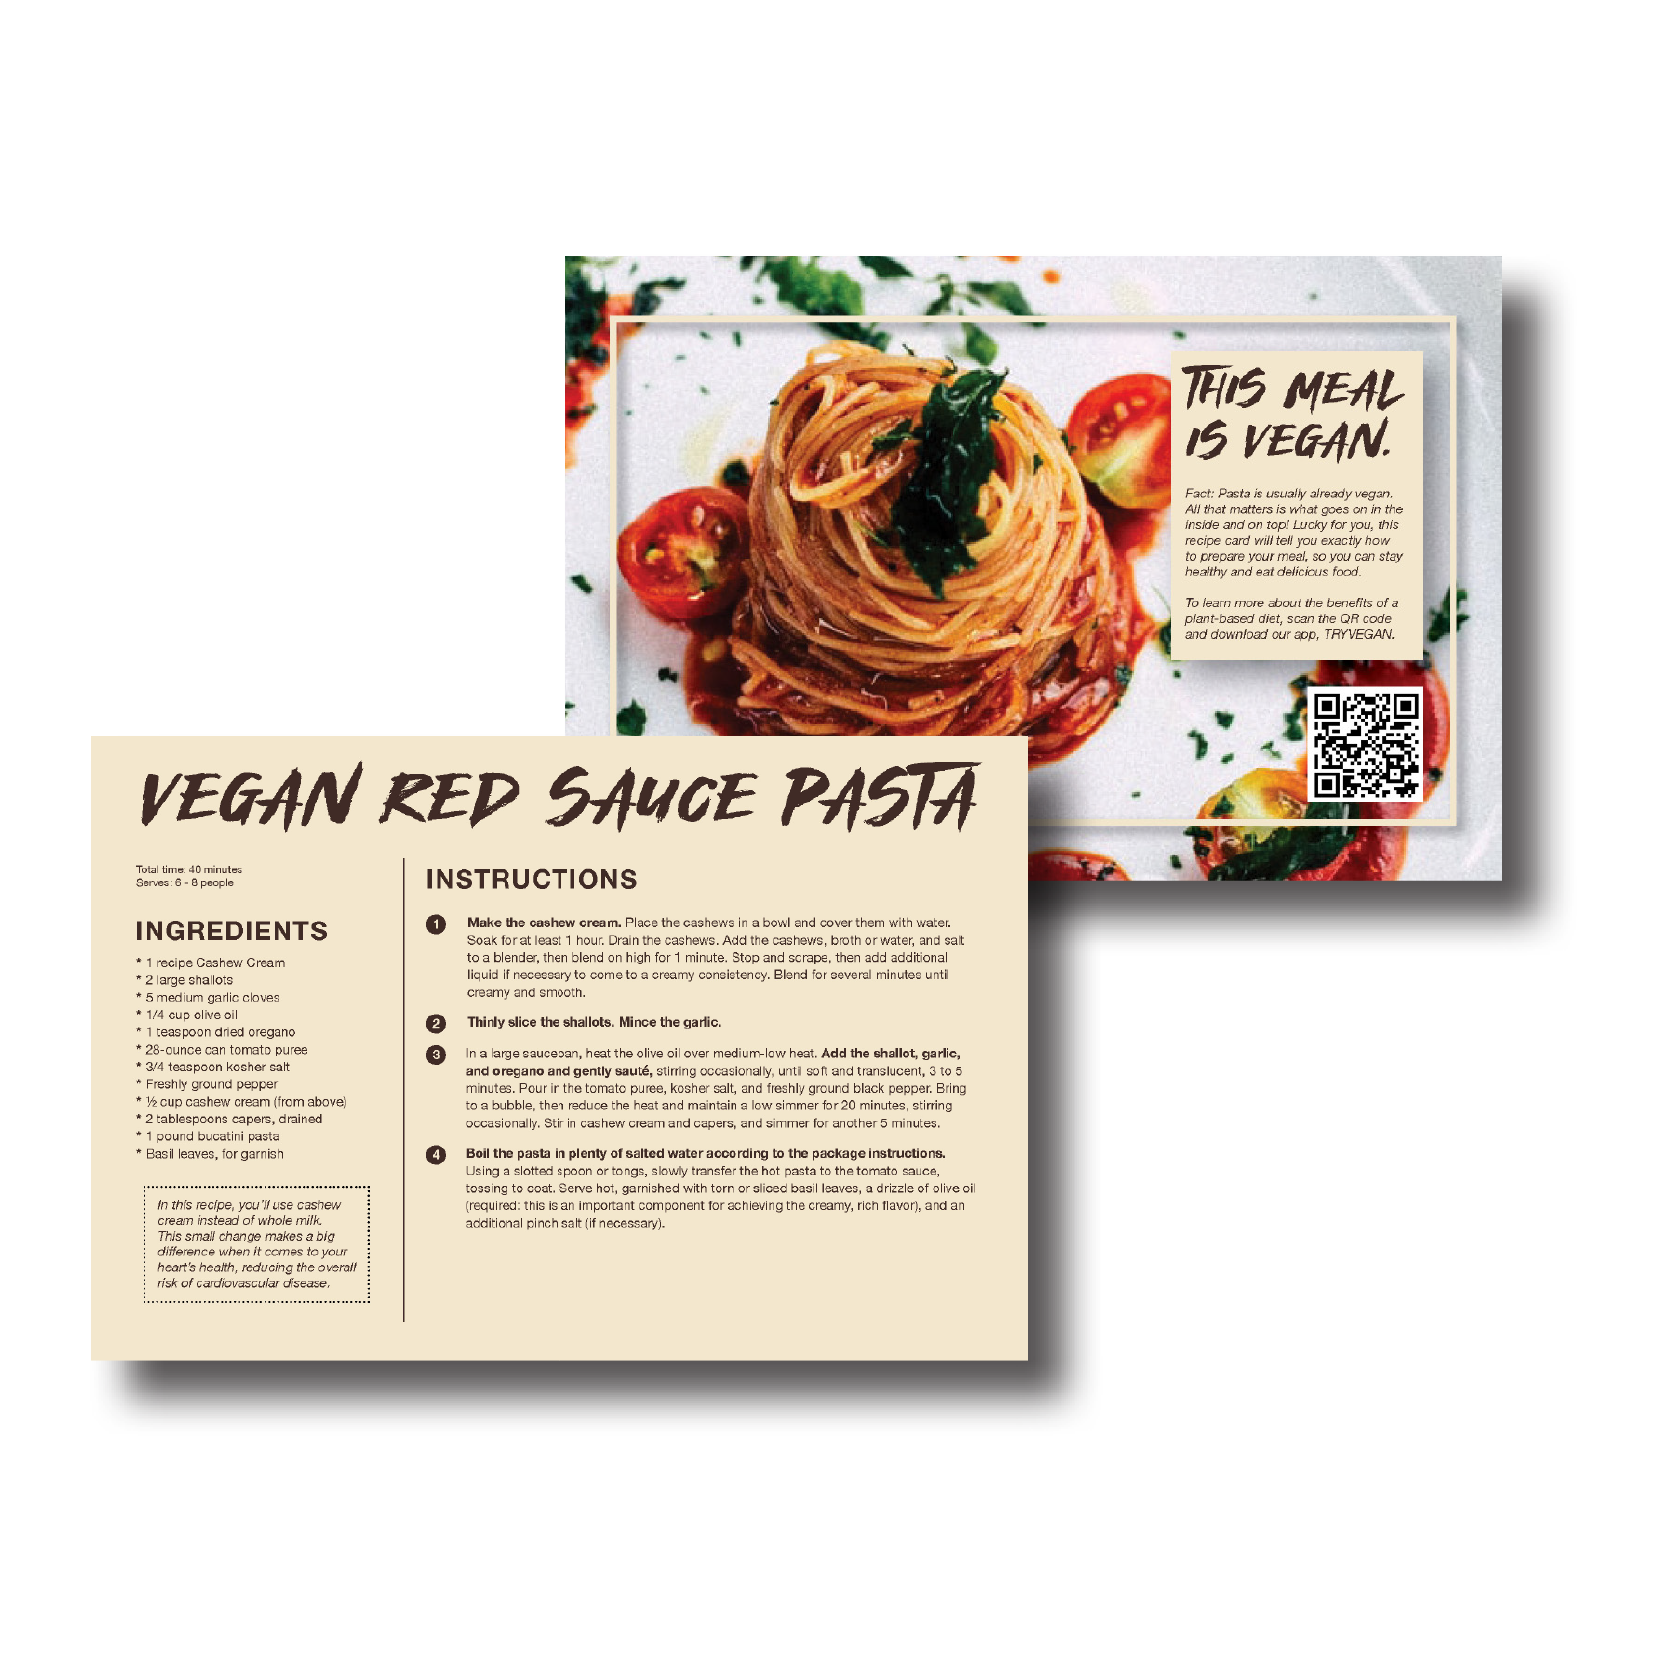 THIS MEAL
IS VEGAN.
Fact: Pasta is usually already vegan.
All that matters is what goes on in the
inside and on top! Lucky for you, this
recipe card will tell you exactly how
to prepare your meal, so you can stay
healthy and eat delicious food.
To learn more about the benefits of a
plant-based diet, scan the QR code
and download our app, TRYVEGAN.
VEGAN RED SAUCE PASTA
Total time: 40 minutes
Serves: 6 - 8 people
INGREDIENTS
* 1 recipe Cashew Cream
* 2 large shallots
* 5 medium garlic cloves
* 1/4 cup olive oil
* 1 teaspoon dried oregano
* 28-ounce can tomato puree
* 3/4 teaspoon kosher salt
* Freshly ground pepper
* ½ cup cashew cream (from above)
* 2 tablespoons capers, drained
* 1 pound bucatini pasta
* Basil leaves, for garnish
In this recipe, you'll use cashew
cream instead of whole milk.
This small change makes a big
difference when it comes to your
heart's health, reducing the overall
risk of cardiovascular disease.
INSTRUCTIONS
1 Make the cashew cream. Place the cashews in a bowl and cover them with water.
Soak for at least 1 hour. Drain the cashews. Add the cashews, broth or water, and salt
to a blender, then blend on high for 1 minute. Stop and scrape, then add additional
liquid if necessary to come to a creamy consistency. Blend for several minutes until
creamy and smooth.
2 Thinly slice the shallots. Mince the garlic.
3 In a large saucepan, heat the olive oil over medium-low heat. Add the shallot, garlic,
and oregano and gently sauté, stirring occasionally, until soft and translucent, 3 to 5
minutes. Pour in the tomato puree, kosher salt, and freshly ground black pepper. Bring
to a bubble, then reduce the heat and maintain a low simmer for 20 minutes, stirring
occasionally. Stir in cashew cream and capers, and simmer for another 5 minutes.
4 Boil the pasta in plenty of salted water according to the package instructions.
Using a slotted spoon or tongs, slowly transfer the hot pasta to the tomato sauce,
tossing to coat. Serve hot, garnished with torn or sliced basil leaves, a drizzle of olive oil
(required: this is an important component for achieving the creamy, rich flavor), and an
additional pinch salt (if necessary).